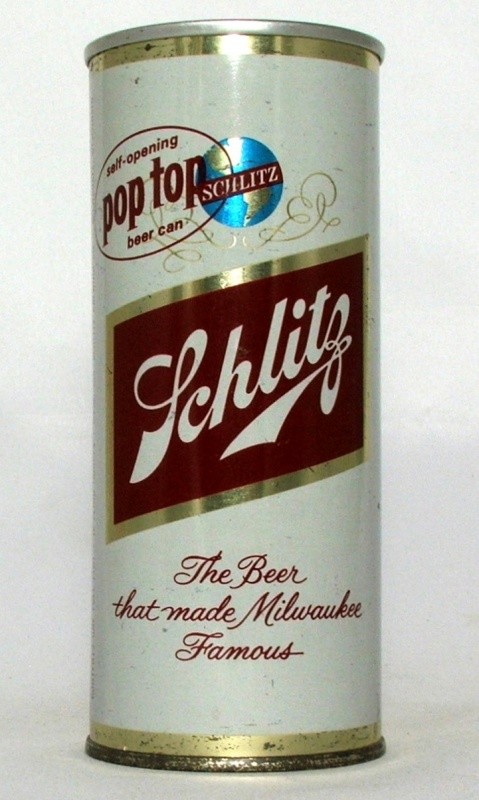 self-opening
pop top
beer can
SCHLITZ
Schlitz
The Beer
that made Milwaukee
Famous